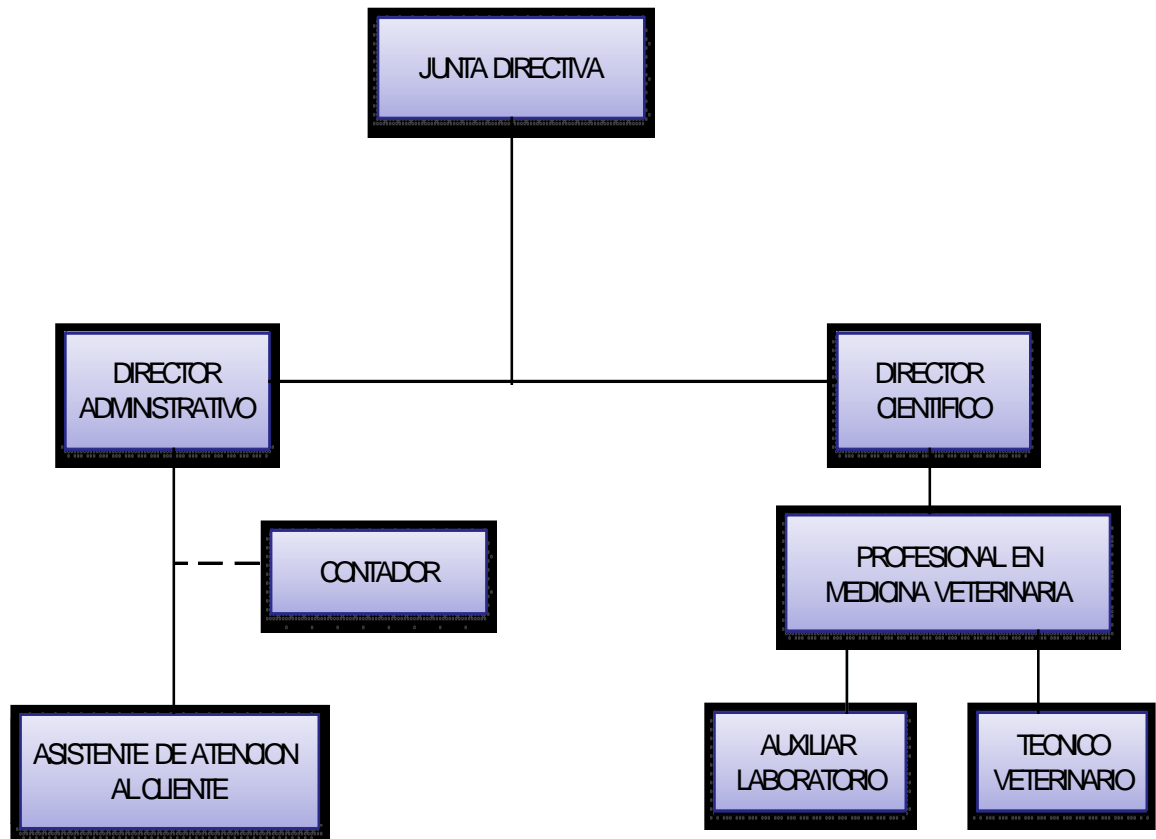 JUNTA DIRECTIVA
DIRECTOR
ADMINISTRATIVO
DIRECTOR
CIENTIFICO
CONTADOR
PROFESIONAL EN
MEDICINA VETERINARIA
ASISTENTE DE ATENCION
AL CLIENTE
AUXILIAR
LABORATORIO
TECNICO
VETERINARIO